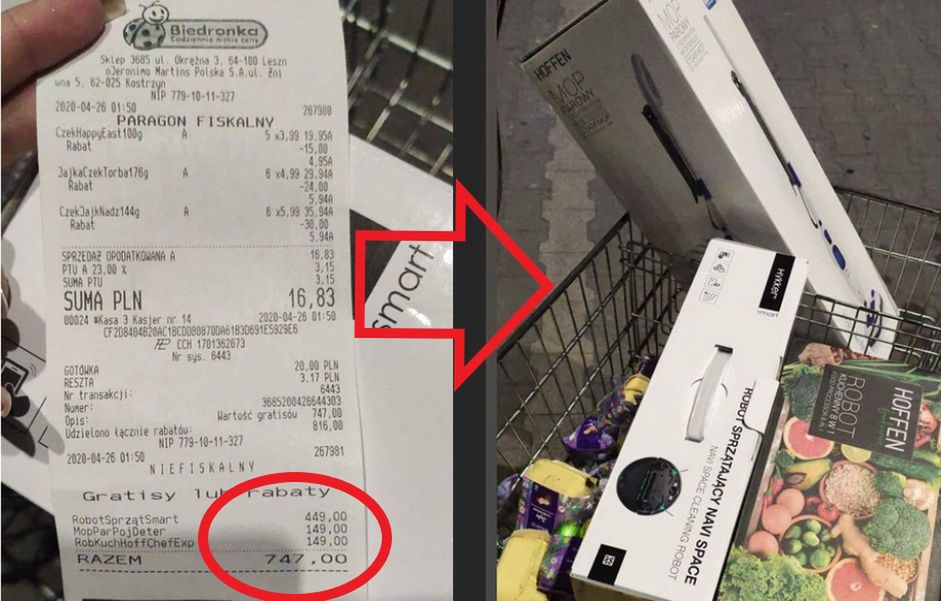 Biedronka
Codziennie niskie ceny
Sklep 3685 ul. Okrężna 3, 64-100 Leszn
oJeronimo Martins Polska S.A.ul. Żni
wna 5, 62-025 Kostrzyn
NIP 779-10-11-327
2020-04-26 01:50 267980
PARAGON FISKALNY
CzekHappyEast100g A 5 x3,99 19,95A
Rabat -15,00
4,95A
JajkaCzekTorba176g A 6 x4,99 29,94A
Rabat -24,00
5,94A
CzekJajkNadz144g A 6 x5,99 35,94A
Rabat -30,00
5,94A
SPRZEDAŻ OPODATKOWANA A 16,83
PTU A 23,00 % 3,15
SUMA PTU 3,15
SUMA PLN 16,83
00024 #Kasa 3 Kasjer nr 14 2020-04-26 01:50
CCH 1701362673
Nr sys. 6443
GOTÓWKA 20,00 PLN
RESZTA 3,17 PLN
Nr transakcji: 6443
Numer: 3685200426644303
Opis: Wartość gratisów 747,00
Udzielono łącznie rabatów: 816,00
NIP 779-10-11-327
2020-04-26 01:50 267981
NIEFISKALNY
Gratisy lub rabaty
RobotSprzątSmart 449,00
MopParPojDeter 149,00
RobKuchHoffChefExp 149,00
RAZEM 747,00
smart
HOFFEN
MOP
PAROWY
MOP
PAROWY
Hykker
smart
ROBOT SPRZĄTAJĄCY NAVI SPACE
NAVI SPACE CLEANING ROBOT
HOFFEN
ROBOT
KUCHENNY 8 W 1